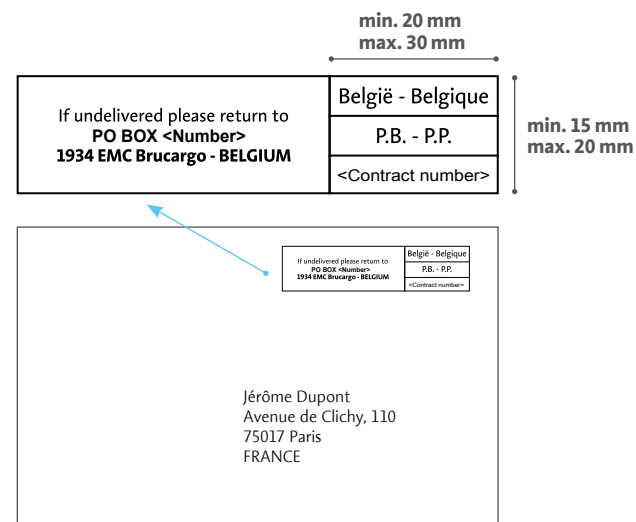 min. 20 mm
max. 30 mm
If undelivered please return to
PO BOX <Number>
1934 EMC Brucargo - BELGIUM
België - Belgique
P.B. - P.P.
<Contract number>
min. 15 mm
max. 20 mm
If undelivered please return to
PO BOX <Number>
1934 EMC Brucargo - BELGIUM
België - Belgique
P.B. - P.P.
<Contract number>
Jérôme Dupont
Avenue de Clichy, 110
75017 Paris
FRANCE